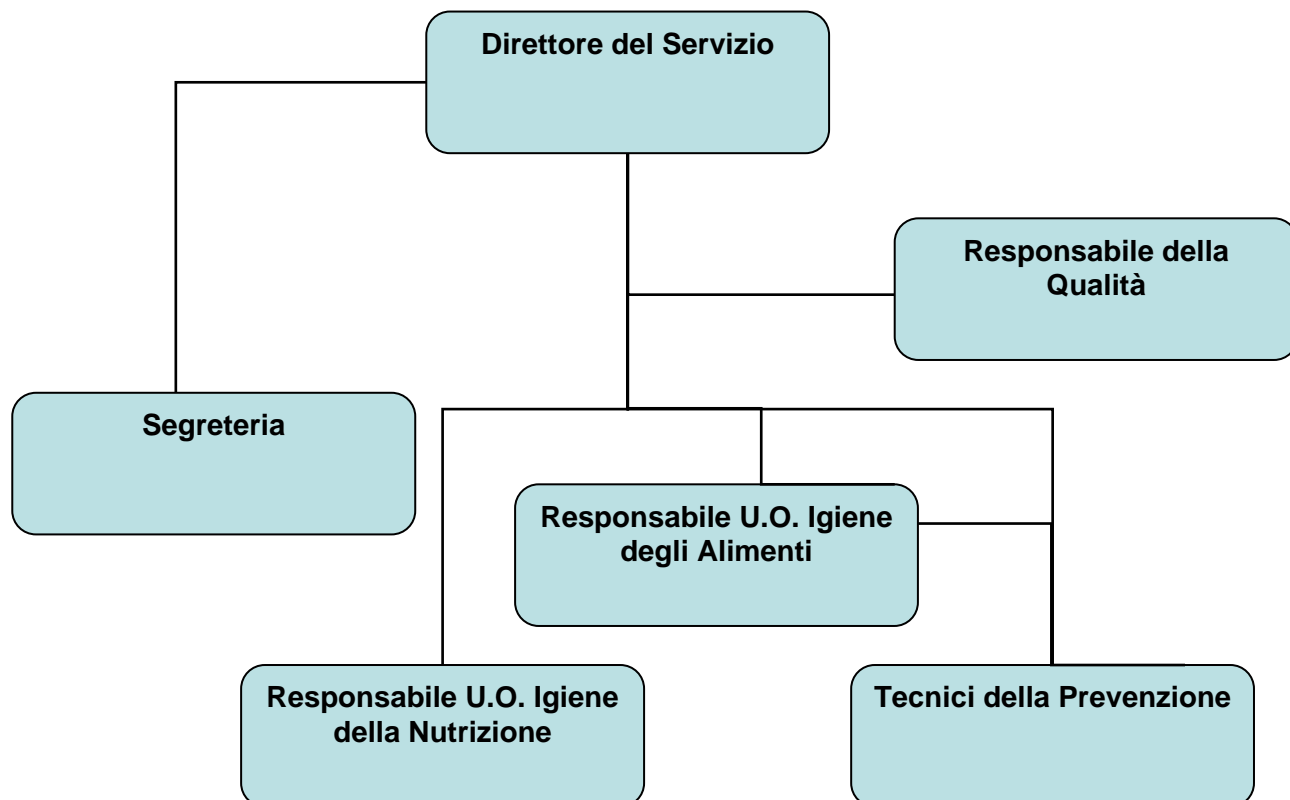 Direttore del Servizio
Responsabile della
Qualità
Segreteria
Responsabile U.O. Igiene
degli Alimenti
Responsabile U.O. Igiene
della Nutrizione
Tecnici della Prevenzione